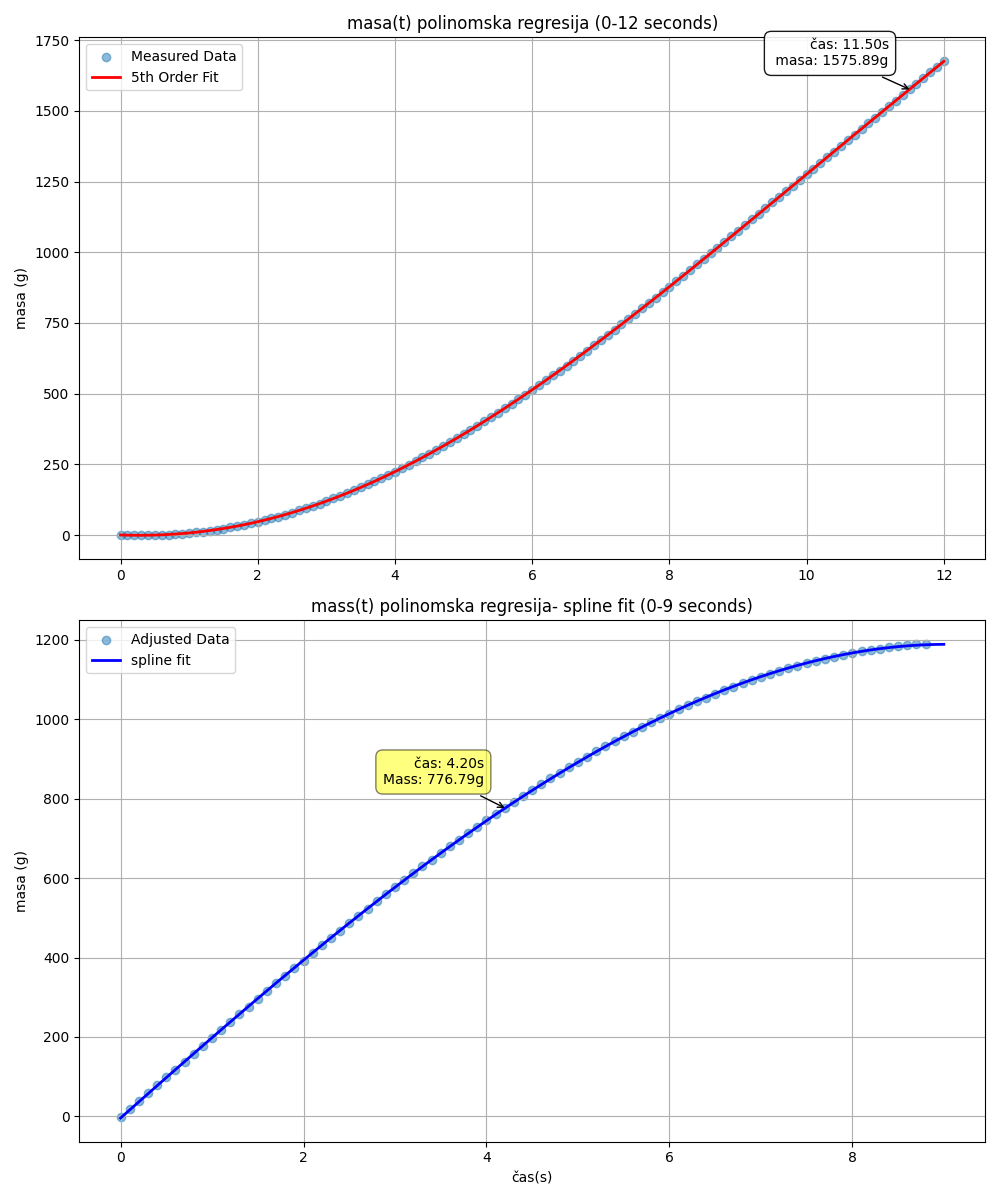 masa(t) polinomska regresija (0-12 seconds)
Measured Data
5th Order Fit
čas: 11.50s
masa: 1575.89g
masa (g)
1750
1500
1250
1000
750
500
250
0
0 2 4 6 8 10 12
mass(t) polinomska regresija- spline fit (0-9 seconds)
Adjusted Data
spline fit
čas: 4.20s
Mass: 776.79g
masa (g)
1200
1000
800
600
400
200
0
0 2 4 6 8
čas(s)